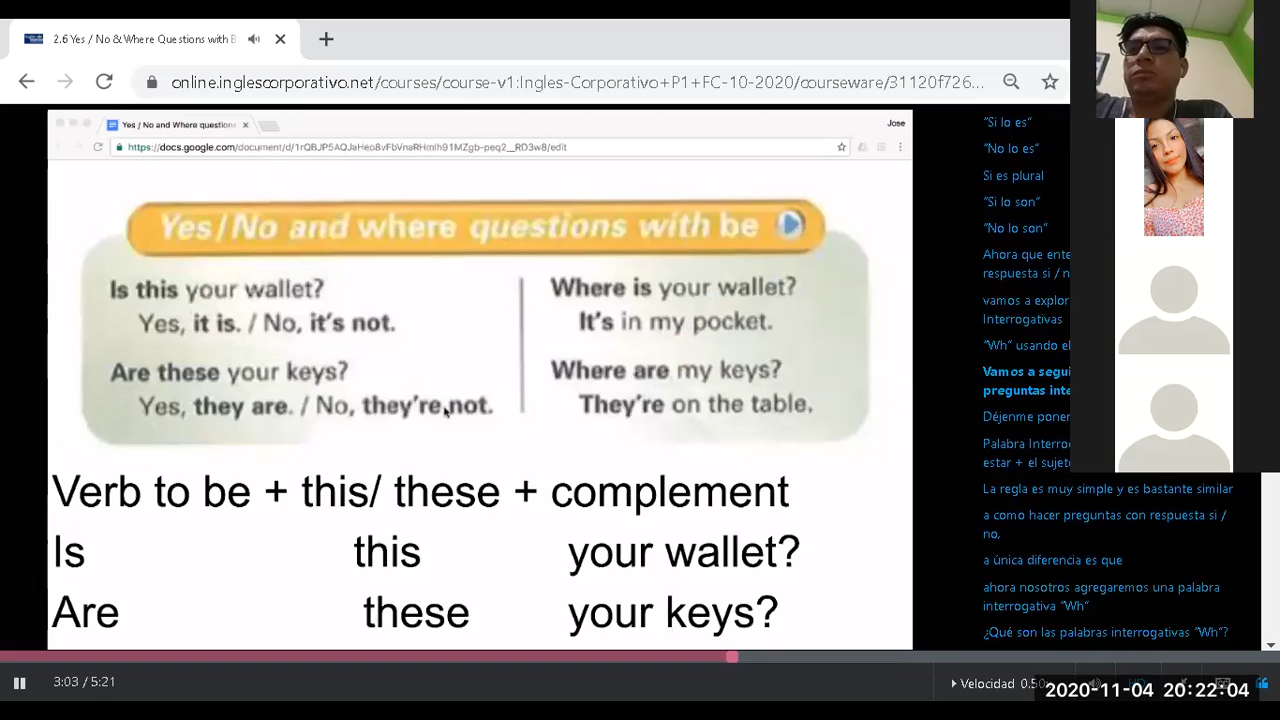 2.6 Yes / No & Where Questions with B
online.inglescorporativo.net/courses/course-v1:Ingles-Corporativo+P1+FC-10-2020/courseware/31120f726...
Yes / No and Where question
Jose
https://docs.google.com/document/d/1rQBJP5AQJaHeo8vFbVnaRHmIh91MZgb-peq2__RD3w8/edit
Yes/No and where questions with be
Is this your wallet?
Yes, it is. / No, it's not.
Are these your keys?
Yes, they are. / No, they're not.
Where is your wallet?
It's in my pocket.
Where are my keys?
They're on the table.
Verb to be + this/ these + complement
Is this your wallet?
Are these your keys?
"Si lo es"
"No lo es"
Si es plural
"Si lo son"
"No lo son"
Ahora que ente
respuesta si / n
vamos a explor
Interrogativas
"Wh" usando el
Vamos a segui
preguntas inte
Déjenme poner
Palabra Interro
estar + el sujet
La regla es muy simple y es bastante similar
a como hacer preguntas con respuesta si /
no,
a única diferencia es que
ahora nosotros agregaremos una palabra
interrogativa "Wh"
¿Qué son las palabras interrogativas "Wh"?
3:03 / 5:21
Velocidad 0.50
2020-11-04 20:22:04